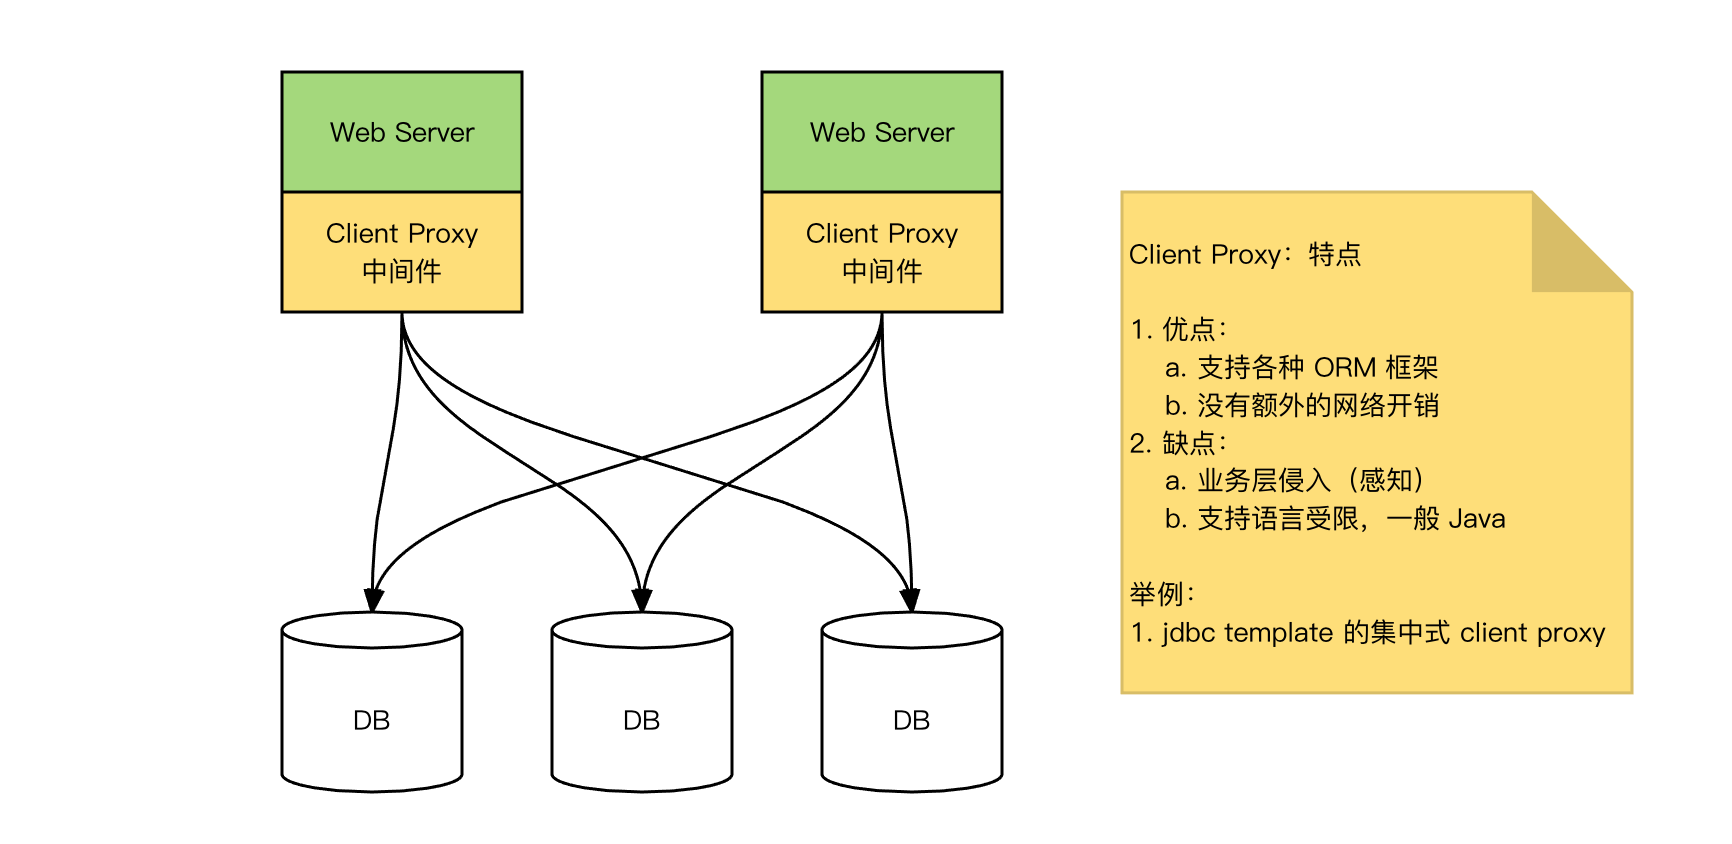 Web Server
Client Proxy
中间件
Web Server
Client Proxy
中间件
DB
DB
DB
Client Proxy：特点
1. 优点：
a. 支持各种 ORM 框架
b. 没有额外的网络开销
2. 缺点：
a. 业务层侵入（感知）
b. 支持语言受限，一般 Java
举例：
1. jdbc template 的集中式 client proxy